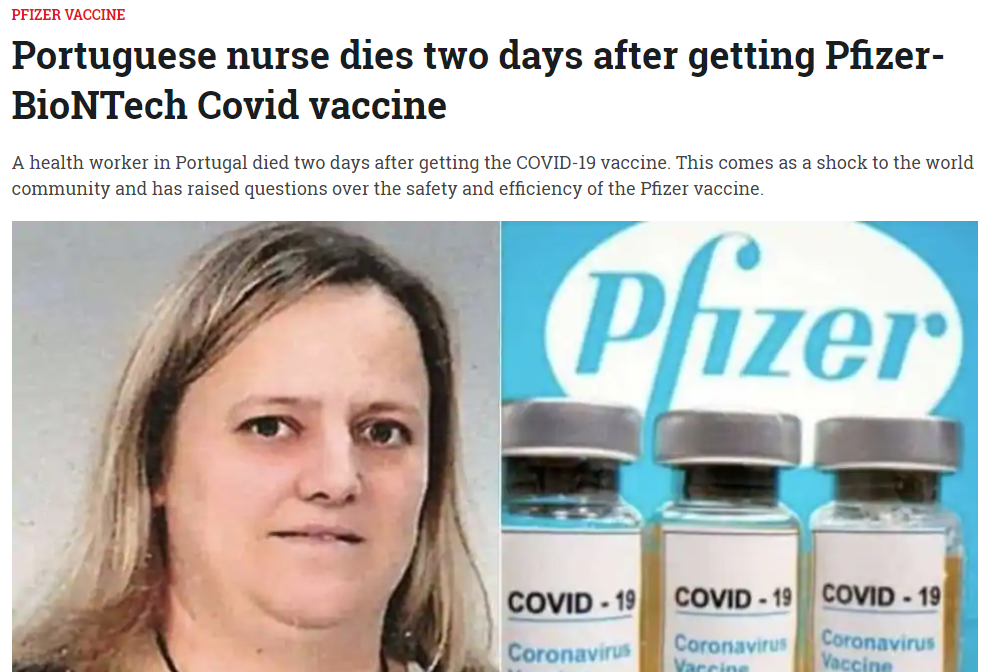 PFIZER VACCINE
Portuguese nurse dies two days after getting Pfizer-
BioNTech Covid vaccine
A health worker in Portugal died two days after getting the COVID-19 vaccine. This comes as a shock to the world
community and has raised questions over the safety and efficiency of the Pfizer vaccine.
Pfizer
COVID - 19
Coronavirus
COVID - 19
Coronavirus
Vaccine
COVID - 19
Coronavirus
Vaccine